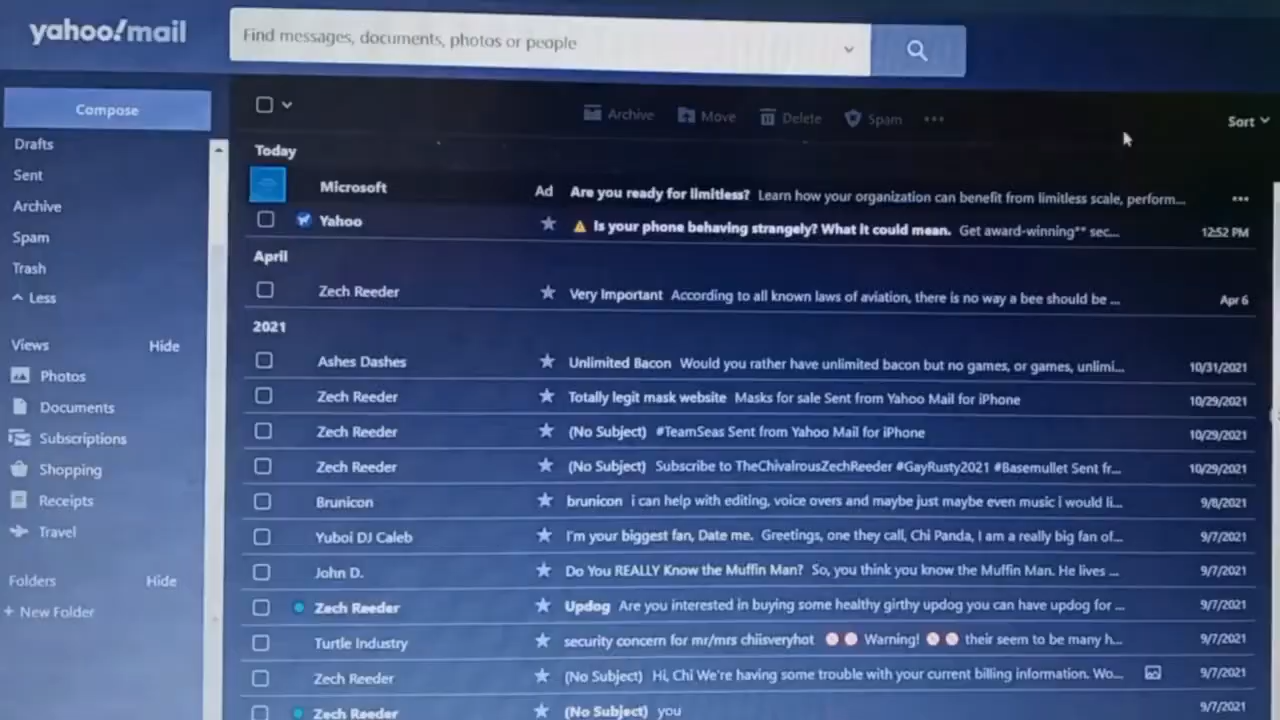 yahoo!mail
Find messages, documents, photos or people
Compose
Drafts
Sent
Archive
Spam
Trash
Less
Views Hide
Photos
Documents
Subscriptions
Shopping
Receipts
Travel
Folders Hide
+ New Folder
Archive Move Delete Spam ...
Sort
Today
Microsoft Ad Are you ready for limitless? Learn how your organization can benefit from limitless scale, perform... ...
Yahoo Is your phone behaving strangely? What it could mean. Get award-winning** sec... 12:52 PM
April
Zech Reeder Very Important According to all known laws of aviation, there is no way a bee should be ... Apr 6
2021
Ashes Dashes Unlimited Bacon Would you rather have unlimited bacon but no games, or games, unlimi... 10/31/2021
Zech Reeder Totally legit mask website Masks for sale Sent from Yahoo Mail for iPhone 10/29/2021
Zech Reeder (No Subject) #TeamSeas Sent from Yahoo Mail for iPhone 10/29/2021
Zech Reeder (No Subject) Subscribe to TheChivalrousZechReeder #GayRusty2021 #Basemullet Sent fr... 10/29/2021
Brunicon brunicon i can help with editing, voice overs and maybe just maybe even music i would li... 9/8/2021
Yuboi DJ Caleb I'm your biggest fan, Date me. Greetings, one they call, Chi Panda, I am a really big fan of... 9/7/2021
John D. Do You REALLY Know the Muffin Man? So, you think you know the Muffin Man. He lives ... 9/7/2021
Zech Reeder Updog Are you interested in buying some healthy girthy updog you can have updog for ... 9/7/2021
Turtle Industry security concern for mr/mrs chiisveryhot Warning! their seem to be many h... 9/7/2021
Zech Reeder (No Subject) Hi, Chi We're having some trouble with your current billing information. Wo... 9/7/2021
Zech Reeder (No Subject) you 9/7/2021